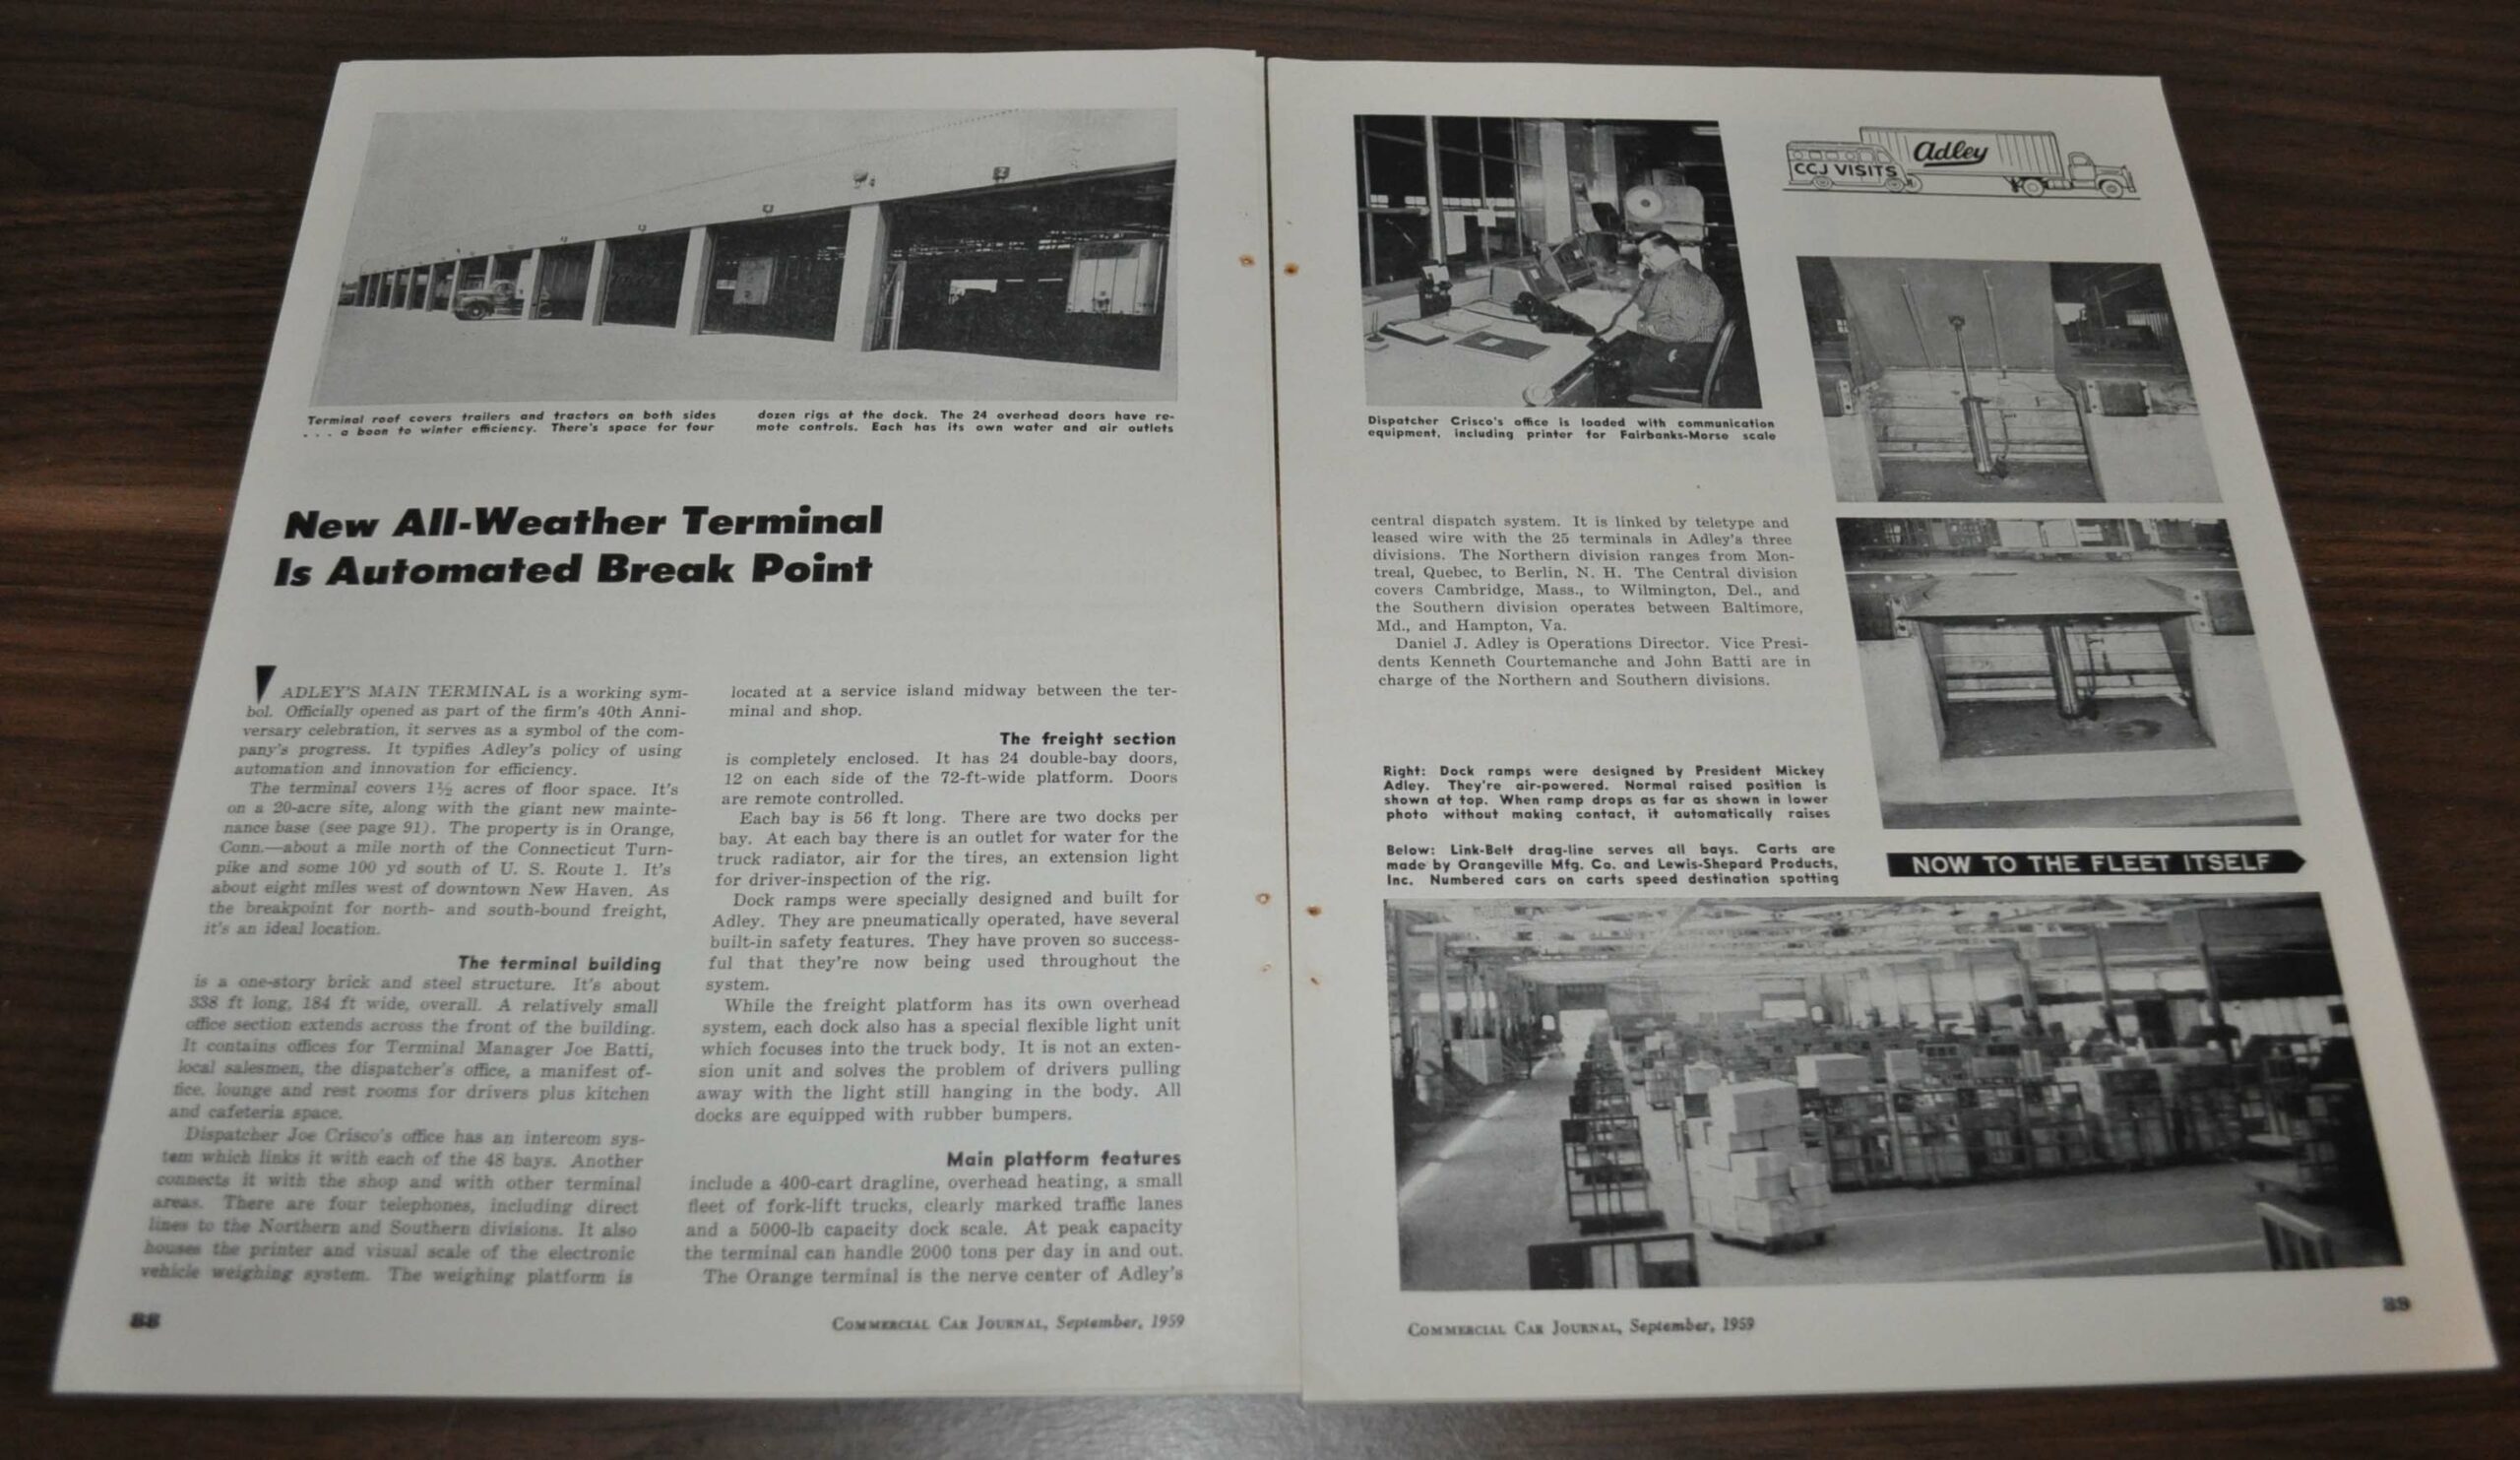 Terminal roof covers trailers and tractors on both sides
. . . a boon to winter efficiency. There's space for four
dozen rigs at the dock. The 24 overhead doors have re-
mote controls. Each has its own water and air outlets
New All-Weather Terminal
Is Automated Break Point
ADLEY'S MAIN TERMINAL is a working sym-
bol. Officially opened as part of the firm's 40th Anni-
versary celebration, it serves as a symbol of the com-
pany's progress. It typifies Adley's policy of using
automation and innovation for efficiency.
The terminal covers 1½ acres of floor space. It's
on a 20-acre site, along with the giant new mainte-
nance base (see page 91). The property is in Orange,
Conn.—about a mile north of the Connecticut Turn-
pike and some 100 yd south of U. S. Route 1. It's
about eight miles west of downtown New Haven. As
the breakpoint for north- and south-bound freight,
it's an ideal location.
The terminal building
is a one-story brick and steel structure. It's about
338 ft long, 184 ft wide, overall. A relatively small
office section extends across the front of the building.
It contains offices for Terminal Manager Joe Batti,
local salesmen, the dispatcher's office, a manifest of-
fice, lounge and rest rooms for drivers plus kitchen
and cafeteria space.
Dispatcher Joe Crisco's office has an intercom sys-
tem which links it with each of the 48 bays. Another
connects it with the shop and with other terminal
areas. There are four telephones, including direct
lines to the Northern and Southern divisions. It also
houses the printer and visual scale of the electronic
vehicle weighing system. The weighing platform is
located at a service island midway between the ter-
minal and shop.
The freight section
is completely enclosed. It has 24 double-bay doors,
12 on each side of the 72-ft-wide platform. Doors
are remote controlled.
Each bay is 56 ft long. There are two docks per
bay. At each bay there is an outlet for water for the
truck radiator, air for the tires, an extension light
for driver-inspection of the rig.
Dock ramps were specially designed and built for
Adley. They are pneumatically operated, have several
built-in safety features. They have proven so success-
ful that they're now being used throughout the
system.
While the freight platform has its own overhead
system, each dock also has a special flexible light unit
which focuses into the truck body. It is not an exten-
sion unit and solves the problem of drivers pulling
away with the light still hanging in the body. All
docks are equipped with rubber bumpers.
Main platform features
include a 400-cart dragline, overhead heating, a small
fleet of fork-lift trucks, clearly marked traffic lanes
and a 5000-lb capacity dock scale. At peak capacity
the terminal can handle 2000 tons per day in and out.
The Orange terminal is the nerve center of Adley's
88
COMMERCIAL CAR JOURNAL, September, 1959
CCJ VISITS
Adley
Dispatcher Crisco's office is loaded with communication
equipment, including printer for Fairbanks-Morse scale
central dispatch system. It is linked by teletype and
leased wire with the 25 terminals in Adley's three
divisions. The Northern division ranges from Mon-
treal, Quebec, to Berlin, N. H. The Central division
covers Cambridge, Mass., to Wilmington, Del., and
the Southern division operates between Baltimore,
Md., and Hampton, Va.
Daniel J. Adley is Operations Director. Vice Presi-
dents Kenneth Courtemanche and John Batti are in
charge of the Northern and Southern divisions.
Right: Dock ramps were designed by President Mickey
Adley. They're air-powered. Normal raised position is
shown at top. When ramp drops as far as shown in lower
photo without making contact, it automatically raises
Below: Link-Belt drag-line serves all bays. Carts are
made by Orangeville Mfg. Co. and Lewis-Shepard Products,
Inc. Numbered cars on carts speed destination spotting
NOW TO THE FLEET ITSELF
COMMERCIAL CAR JOURNAL, September, 1959
89